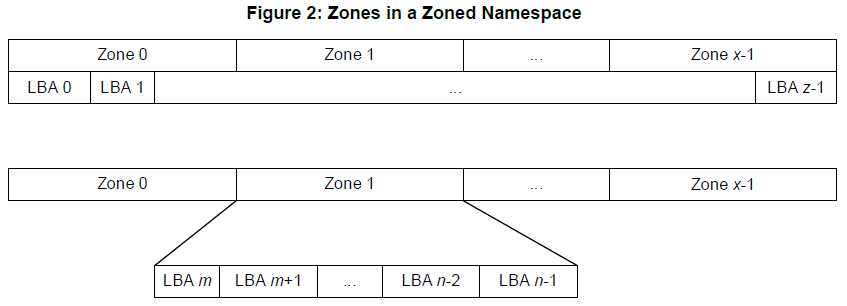 Figure 2: Zones in a Zoned Namespace
Zone 0 Zone 1 ... Zone x-1
LBA 0 LBA 1 ... LBA z-1
Zone 0 Zone 1 ... Zone x-1
LBA m LBA m+1 ... LBA n-2 LBA n-1